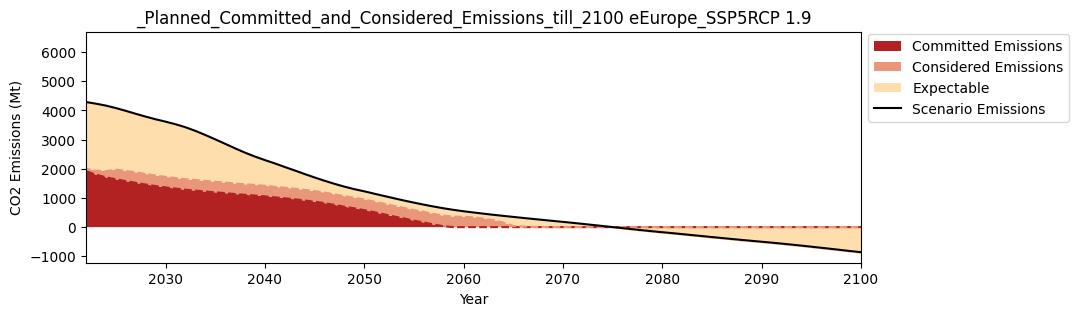 _Planned_Committed_and_Considered_Emissions_till_2100 eEurope_SSP5RCP 1.9
CO2 Emissions (Mt)
6000
5000
4000
3000
2000
1000
0
−1000
2030 2040 2050 2060 2070 2080 2090 2100
Year
Committed Emissions
Considered Emissions
Expectable
Scenario Emissions